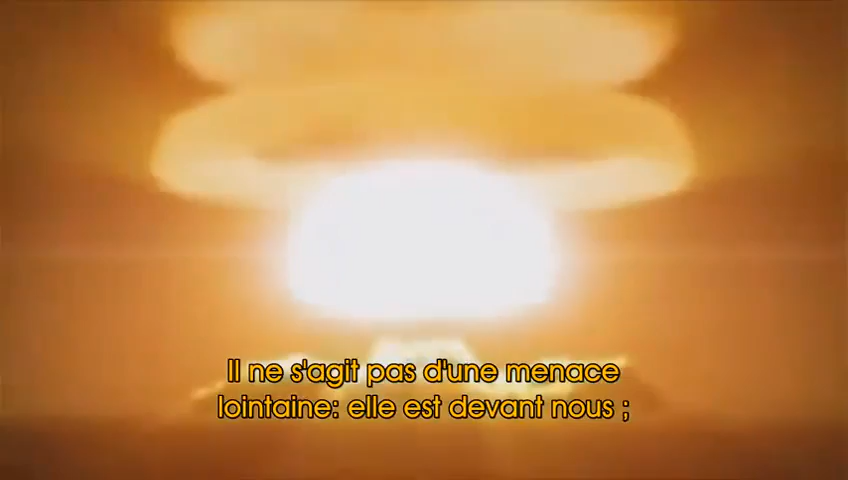 Il ne s'agit pas d'une menace
lointaine: elle est devant nous ;